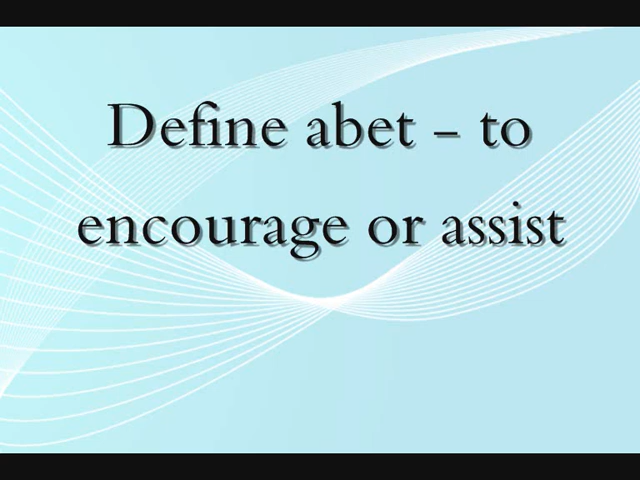 Define abet - to
encourage or assist